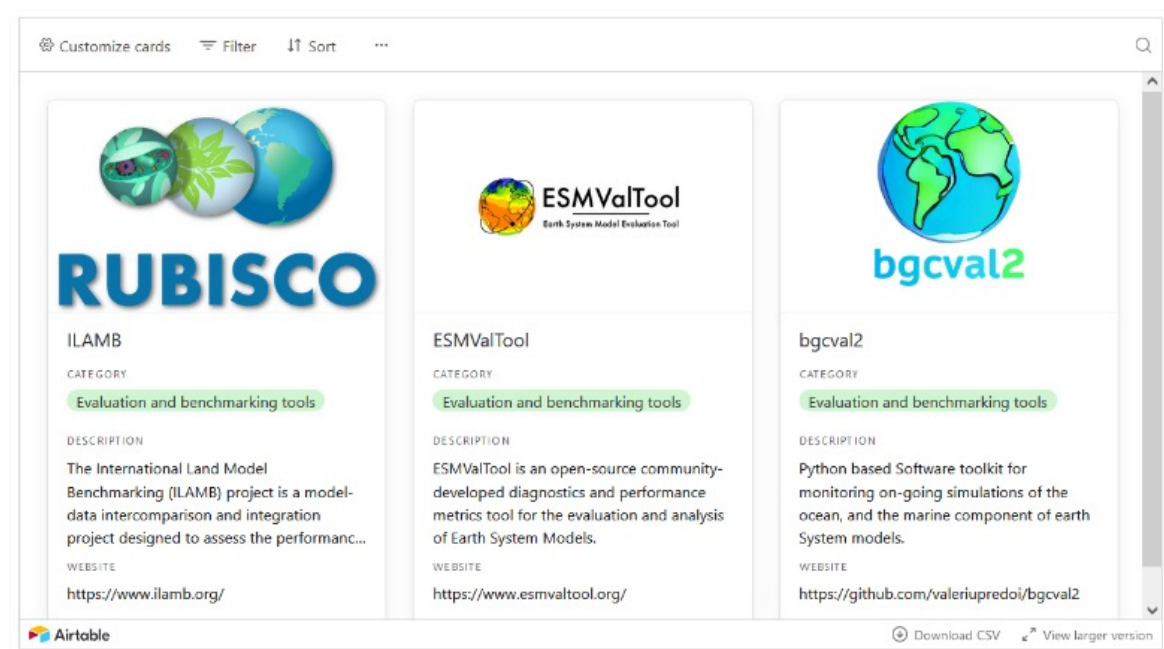 Customize cards Filter Sort ...
RUBISCO
ILAMB
CATEGORY
Evaluation and benchmarking tools
DESCRIPTION
The International Land Model
Benchmarking (ILAMB) project is a model-
data intercomparison and integration
project designed to assess the performanc...
WEBSITE
https://www.ilamb.org/
ESMValTool
Earth System Model Evaluation Tool
ESMValTool
CATEGORY
Evaluation and benchmarking tools
DESCRIPTION
ESMValTool is an open-source community-
developed diagnostics and performance
metrics tool for the evaluation and analysis
of Earth System Models.
WEBSITE
https://www.esmvaltool.org/
bgcval2
bgcval2
CATEGORY
Evaluation and benchmarking tools
DESCRIPTION
Python based Software toolkit for
monitoring on-going simulations of the
ocean, and the marine component of earth
System models.
WEBSITE
https://github.com/valeriupredoi/bgcval2
Airtable Download CSV View larger version